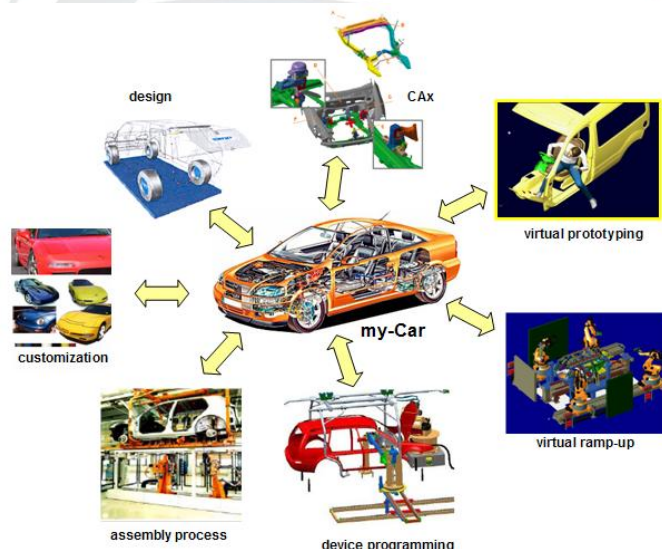 design
CAx
virtual prototyping
customization
my-Car
virtual ramp-up
assembly process
device programming